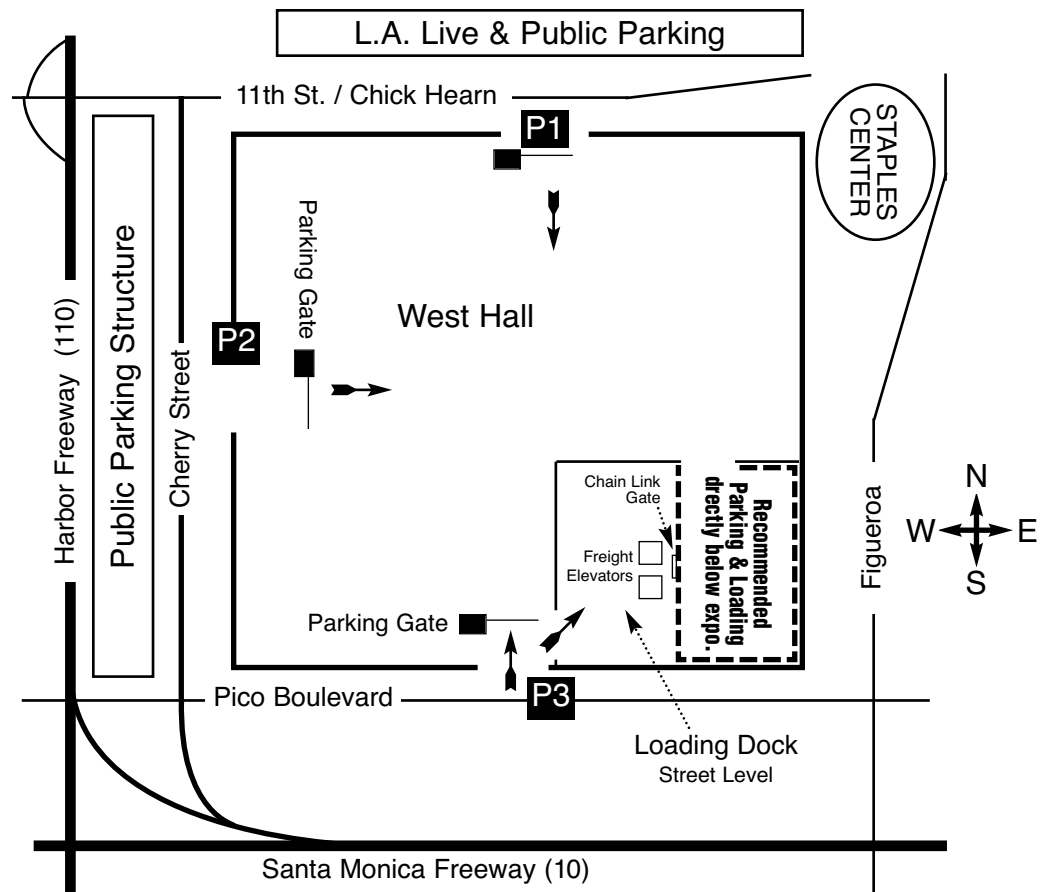 L.A. Live & Public Parking
11th St. / Chick Hearn
P1
STAPLES
CENTER
Parking Gate
Public Parking Structure
Harbor Freeway (110)
Cherry Street
P2
West Hall
Chain Link
Gate
Freight
Elevators
Recommended
Parking & Loading
drectly below expo.
Figueroa
N
W
E
S
Parking Gate
Pico Boulevard
P3
Loading Dock
Street Level
Santa Monica Freeway (10)